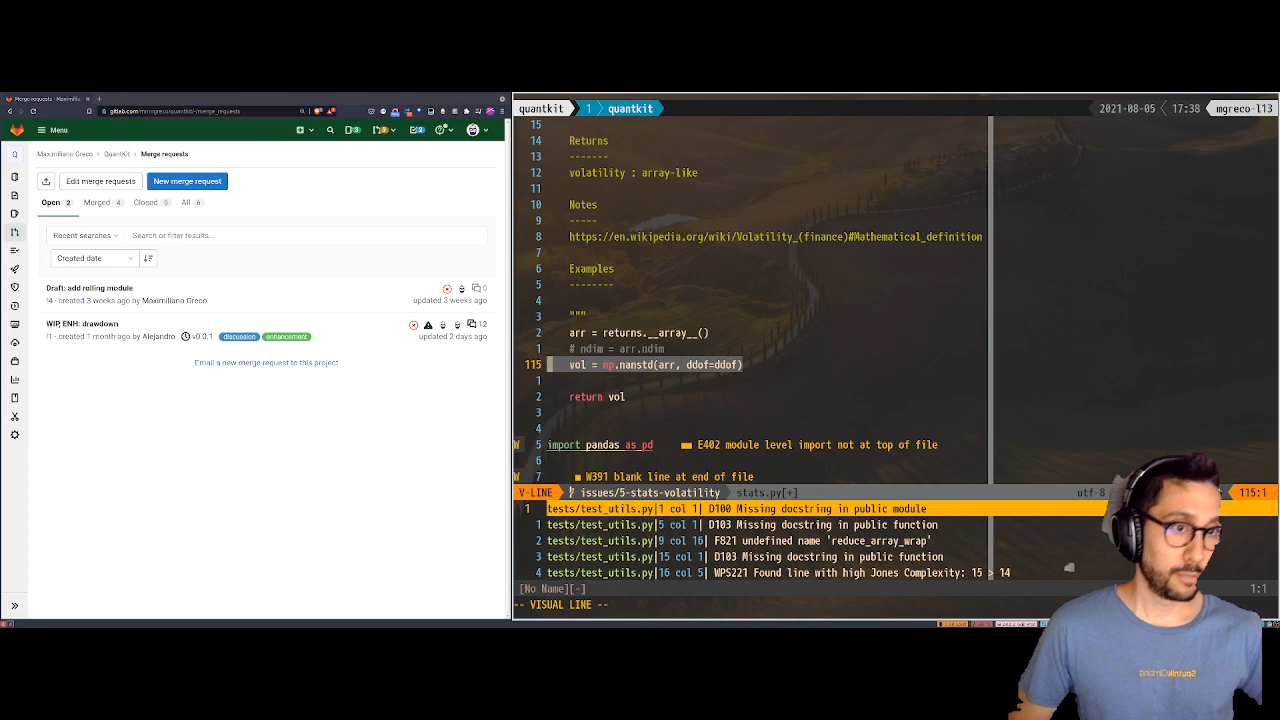 Merge requests · Maximilia
gitlab.com/mmngreco/quantkit/-/merge_requests
Menu
Maximiliano Greco > QuantKit > Merge requests
Edit merge requests
New merge request
Open 2 Merged 4 Closed 0 All 6
Recent searches Search or filter results...
Created date
Draft: add rolling module 0
!4 · created 3 weeks ago by Maximiliano Greco updated 3 weeks ago
WIP, ENH: drawdown 12
!1 · created 1 month ago by Alejandro v0.0.1 discussion enhancement updated 2 days ago
Email a new merge request to this project
quantkit 1 quantkit 2021-08-05 17:38 mgreco-l13
15
14 Returns
13 -------
12 volatility : array-like
11
10 Notes
9 -----
8 https://en.wikipedia.org/wiki/Volatility_(finance)#Mathematical_definition
7
6 Examples
5 --------
4
3 """
2 arr = returns.__array__()
1 # ndim = arr.ndim
115 vol = np.nanstd(arr, ddof=ddof)
1
2 return vol
3
4
W 5 import pandas as pd ■■ E402 module level import not at top of file
6
W 7 ■ W391 blank line at end of file
V-LINE issues/5-stats-volatility stats.py[+] utf-8 115:1
1 tests/test_utils.py|1 col 1| D100 Missing docstring in public module
1 tests/test_utils.py|5 col 1| D103 Missing docstring in public function
2 tests/test_utils.py|9 col 16| F821 undefined name 'reduce_array_wrap'
3 tests/test_utils.py|15 col 1| D103 Missing docstring in public function
4 tests/test_utils.py|16 col 5| WPS221 Found line with high Jones Complexity: 15 > 14
[No Name][-] 1:1
-- VISUAL LINE --